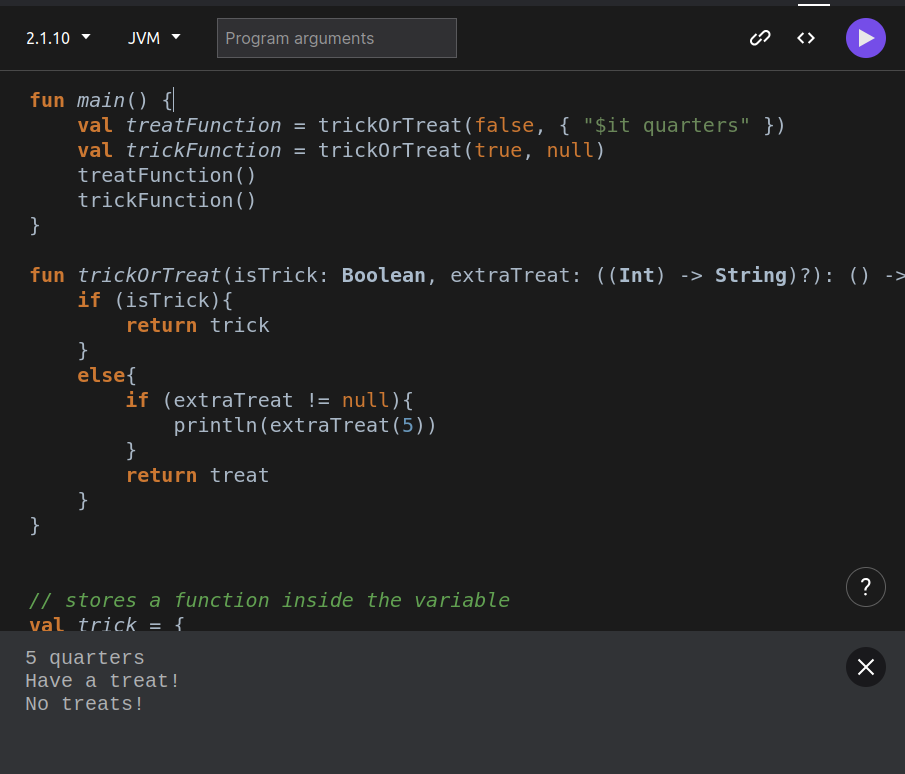 2.1.10 JVM Program arguments
fun main() {
    val treatFunction = trickOrTreat(false, { "$it quarters" })
    val trickFunction = trickOrTreat(true, null)
    treatFunction()
    trickFunction()
}
fun trickOrTreat(isTrick: Boolean, extraTreat: ((Int) -> String)?): () ->
    if (isTrick){
        return trick
    }
    else{
        if (extraTreat != null){
            println(extraTreat(5))
        }
        return treat
    }
}
// stores a function inside the variable
val trick = {
?
5 quarters
Have a treat!
No treats!